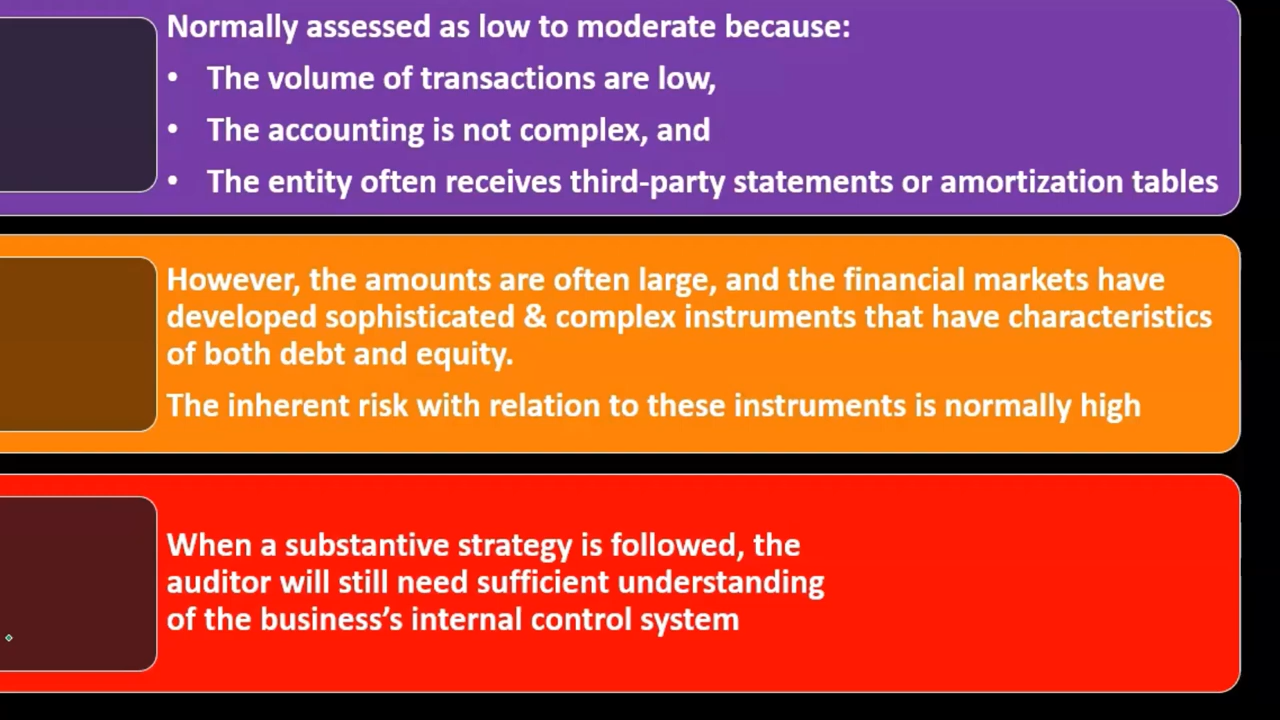 Normally assessed as low to moderate because:
• The volume of transactions are low,
• The accounting is not complex, and
• The entity often receives third-party statements or amortization tables
However, the amounts are often large, and the financial markets have
developed sophisticated & complex instruments that have characteristics
of both debt and equity.
The inherent risk with relation to these instruments is normally high
When a substantive strategy is followed, the
auditor will still need sufficient understanding
of the business’s internal control system